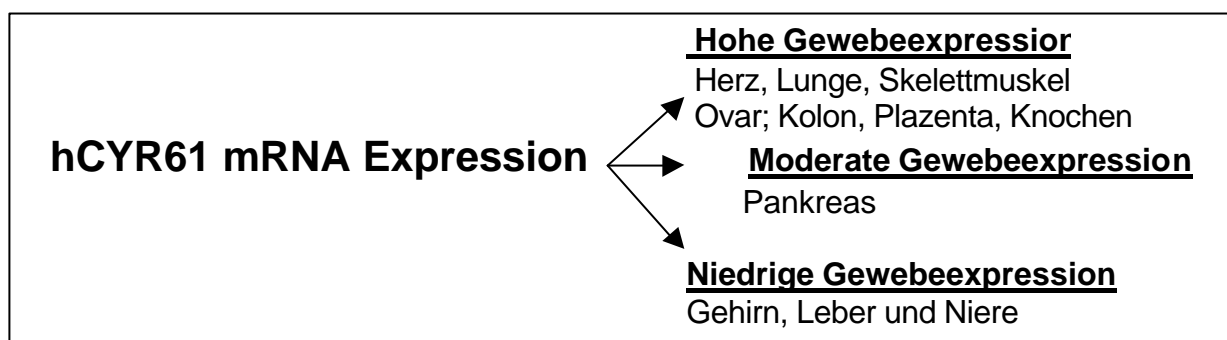 Hohe Gewebeexpression
Herz, Lunge, Skelettmuskel
Ovar; Kolon, Plazenta, Knochen
hCYR61 mRNA Expression
Moderate Gewebeexpression
Pankreas
Niedrige Gewebeexpression
Gehirn, Leber und Niere